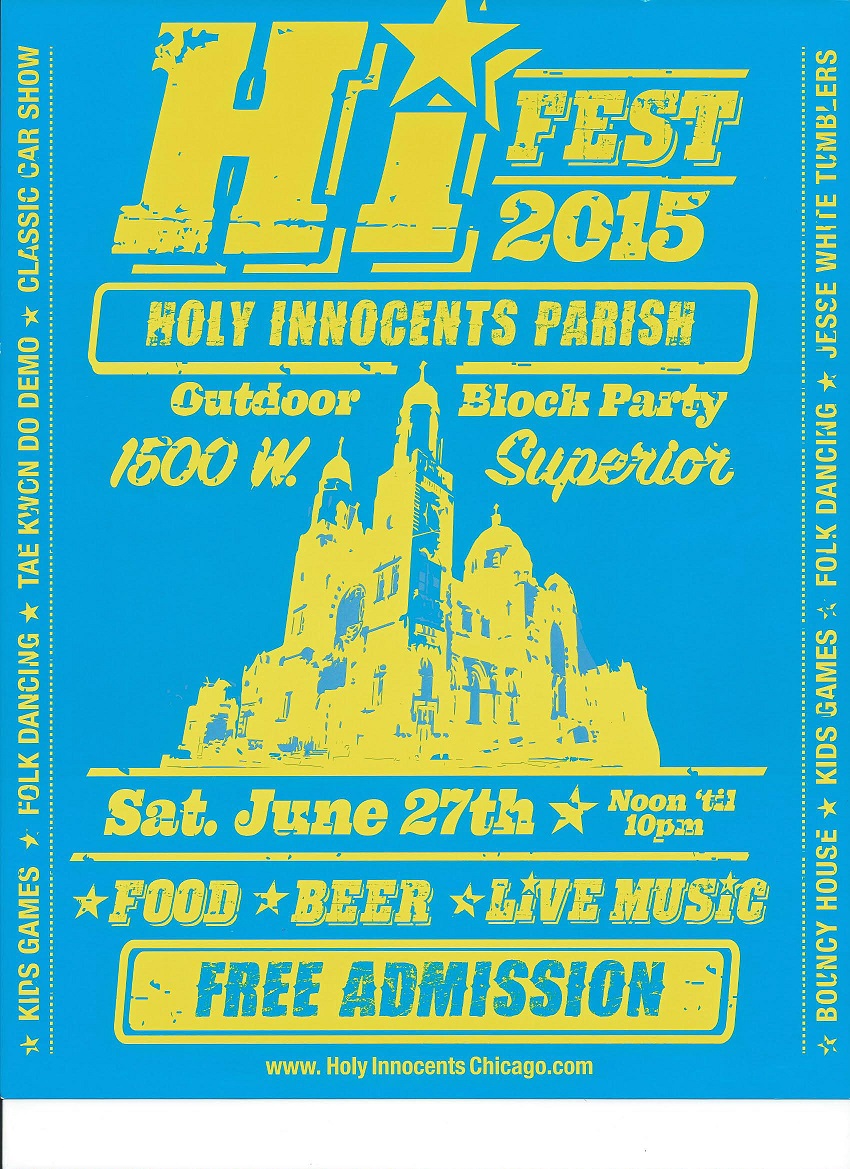 Hi
FEST
2015
HOLY INNOCENTS PARISH
Outdoor Block Party
1500 W. Superior
Sat. June 27th ★ Noon 'til
10pm
★ FOOD ★ BEER ★ LiVE MUSiC
FREE ADMISSION
www. Holy Innocents Chicago.com
★ KIDS GAMES ★ FOLK DANCING ★ TAE KWON DO DEMO ★ CLASSIC CAR SHOW
★ BOUNCY HOUSE ★ KIDS GAMES ★ FOLK DANCING ★ JESSE WHITE TUMBLERS